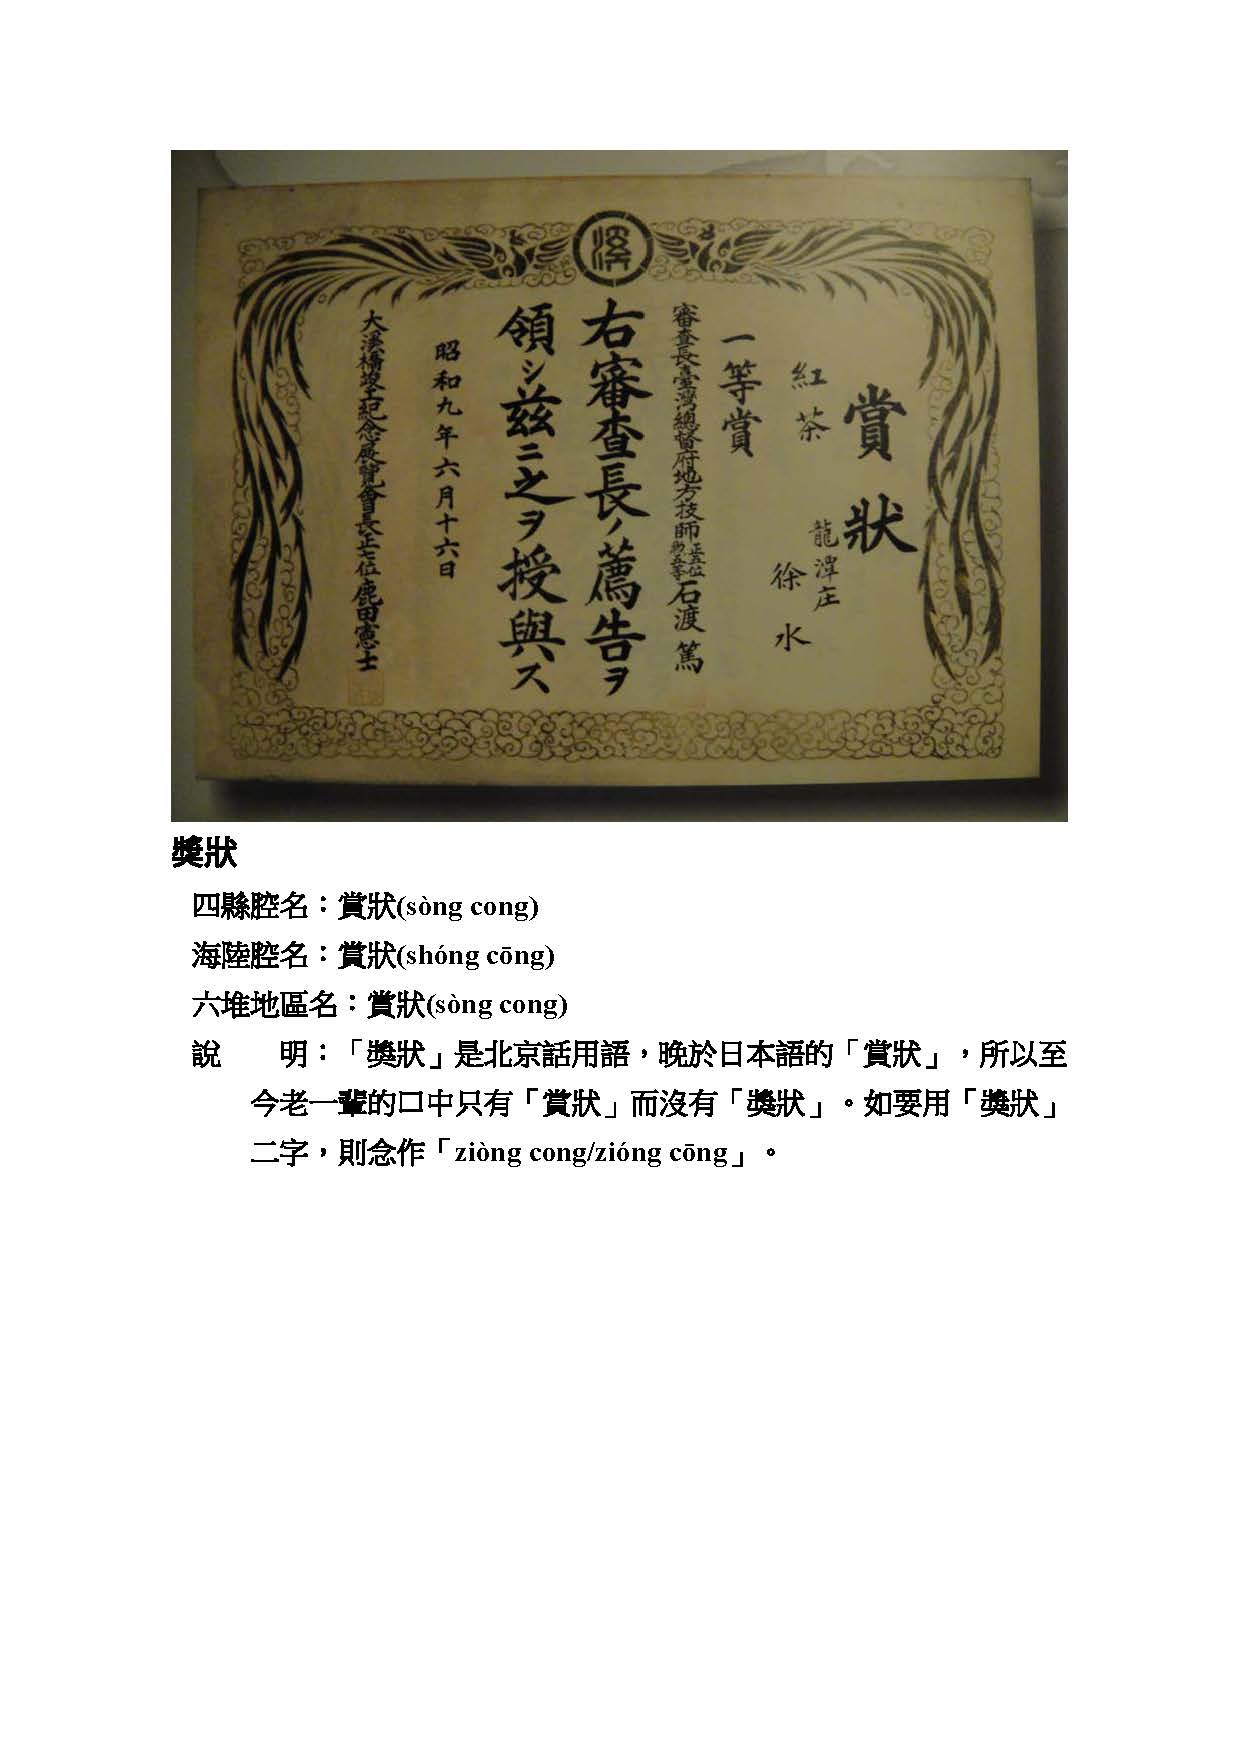 溪
賞狀
龍潭庄
紅茶 徐水
一等賞
審查長臺灣總督府地方技師正五位勲五等石渡篤
右審查長ノ薦告ヲ
領シ茲ニ之ヲ授與ス
昭和九年六月十六日
大溪橋竣工紀念展覽會長正七位鹿田憲士
獎狀
四縣腔名：賞狀(sòng cong)
海陸腔名：賞狀(shóng cōng)
六堆地區名：賞狀(sòng cong)
說　　明：「獎狀」是北京話用語，晚於日本語的「賞狀」，所以至
今老一輩的口中只有「賞狀」而沒有「獎狀」。如要用「獎狀」
二字，則念作「ziòng cong/zióng cōng」。